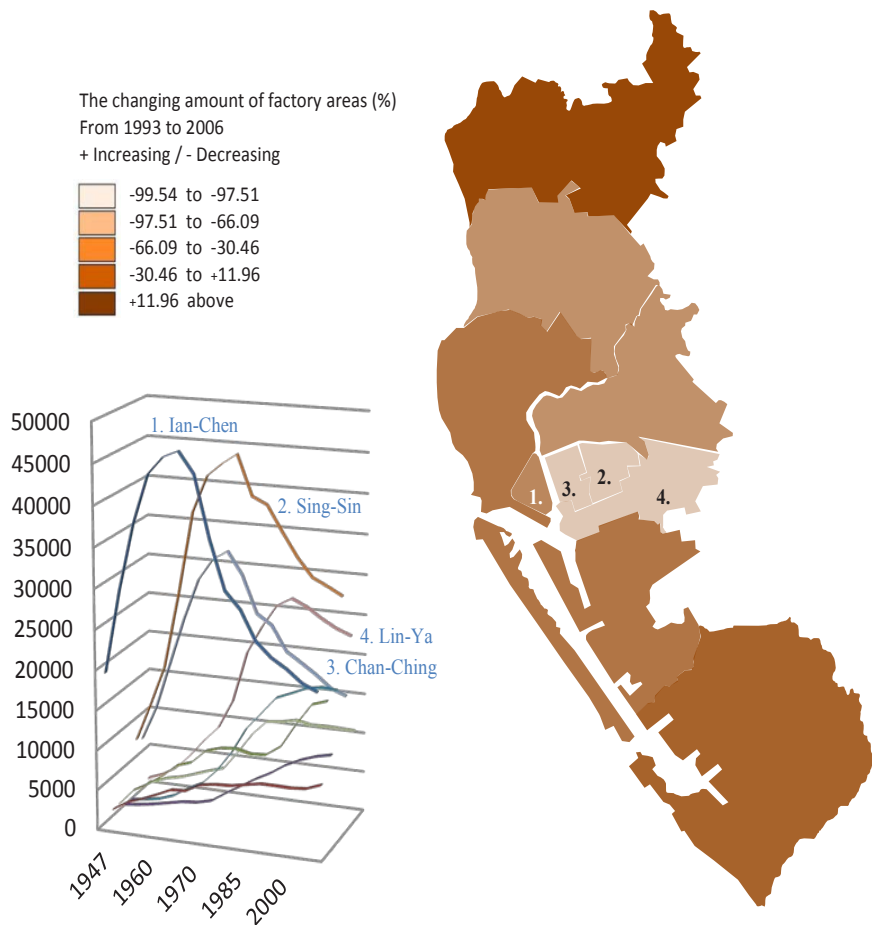 The changing amount of factory areas (%)
From 1993 to 2006
+ Increasing / - Decreasing
-99.54 to -97.51
-97.51 to -66.09
-66.09 to -30.46
-30.46 to +11.96
+11.96 above
50000
45000
40000
35000
30000
25000
20000
15000
10000
5000
0
1947
1960
1970
1985
2000
1. Ian-Chen
2. Sing-Sin
4. Lin-Ya
3. Chan-Ching
1.
3.
2.
4.